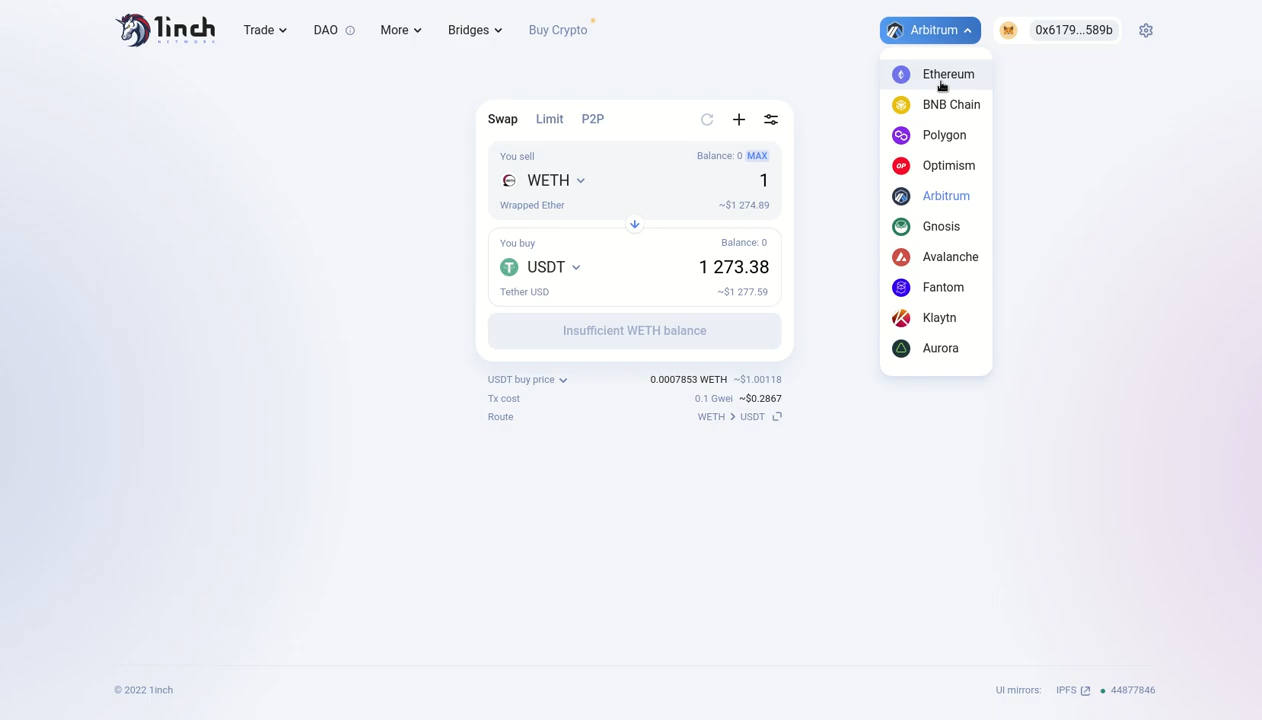 1inch
NETWORK
Trade
DAO
More
Bridges
Buy Crypto
Arbitrum
0x6179...589b
Ethereum
BNB Chain
Polygon
OP
Optimism
Arbitrum
Gnosis
Avalanche
Fantom
Klaytn
Aurora
Swap Limit P2P
You sell Balance: 0 MAX
WETH 1
Wrapped Ether ~$1 274.89
You buy Balance: 0
USDT 1 273.38
Tether USD ~$1 277.59
Insufficient WETH balance
USDT buy price 0.0007853 WETH ~$1.00118
Tx cost 0.1 Gwei ~$0.2867
Route WETH > USDT
© 2022 1inch
UI mirrors: IPFS 44877846